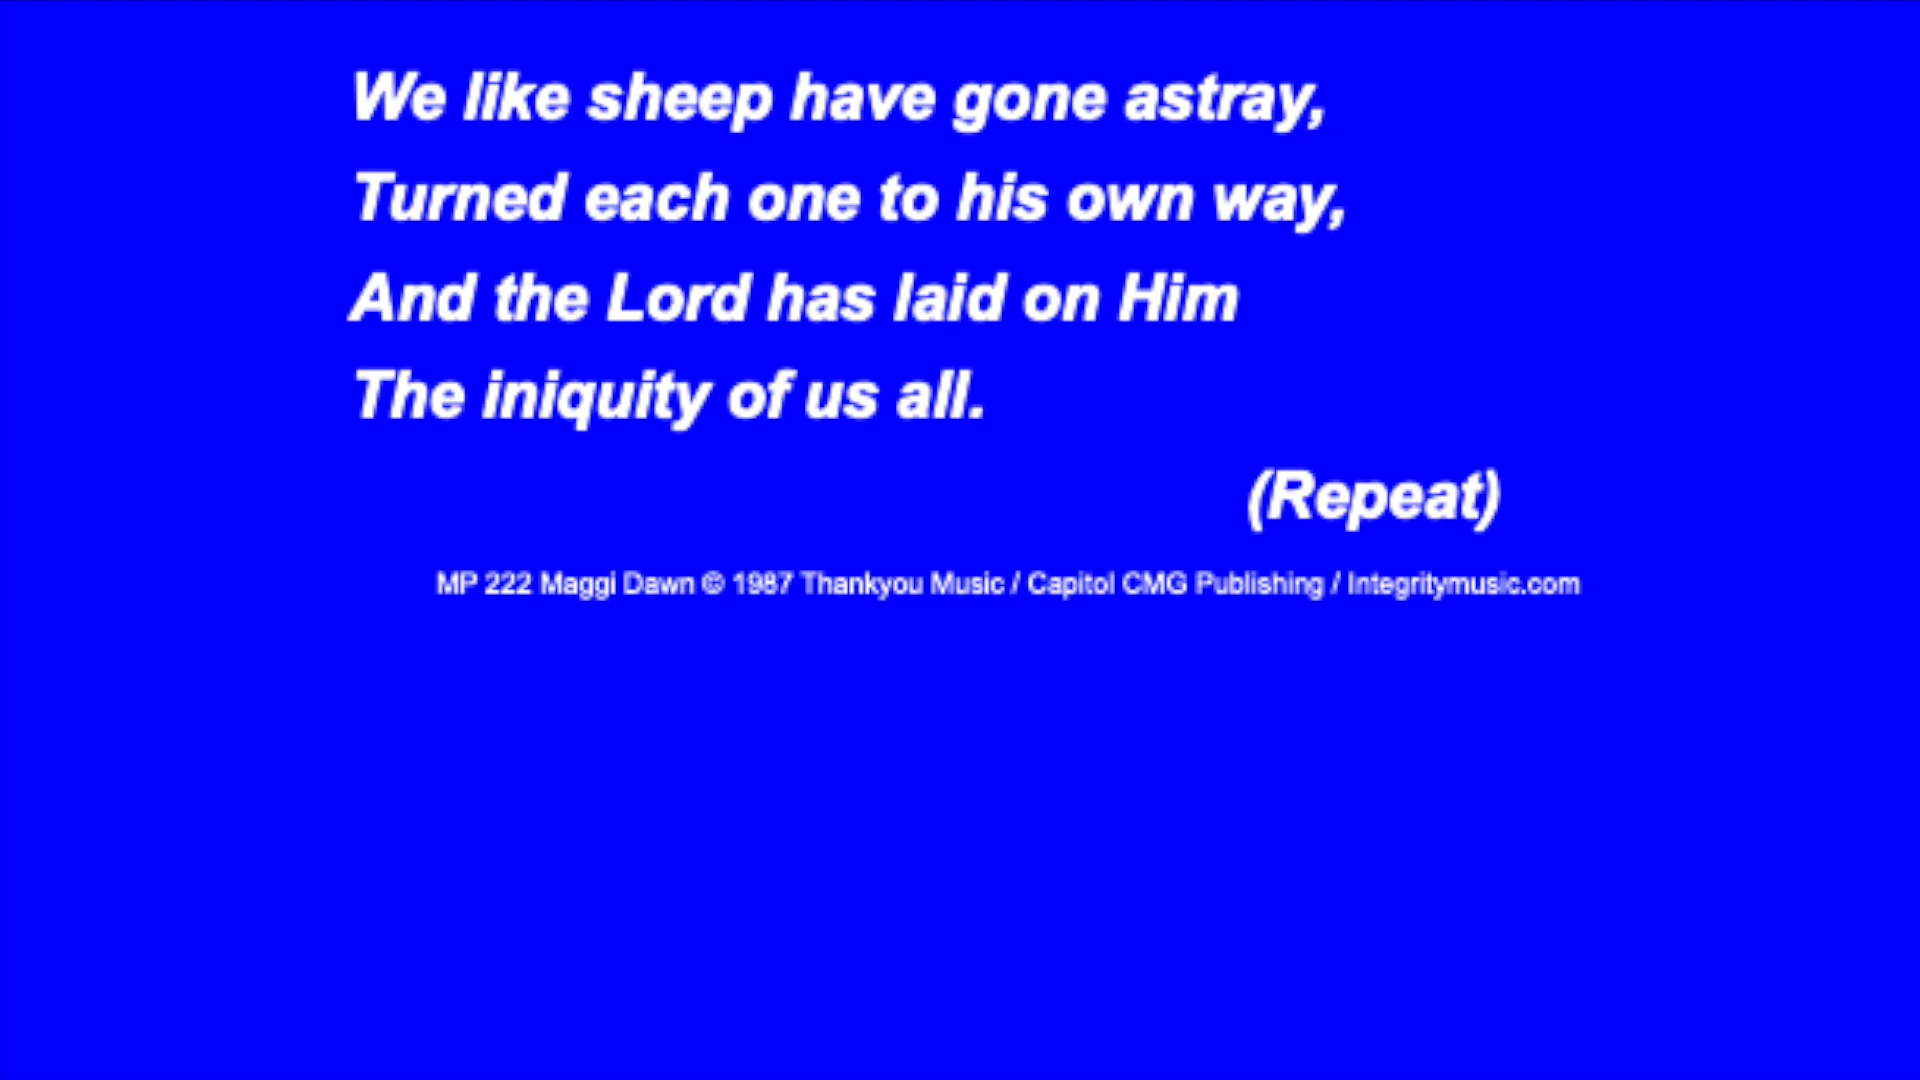 We like sheep have gone astray,
Turned each one to his own way,
And the Lord has laid on Him
The iniquity of us all.
(Repeat)
MP 222 Maggi Dawn © 1987 Thankyou Music / Capitol CMG Publishing / Integritymusic.com